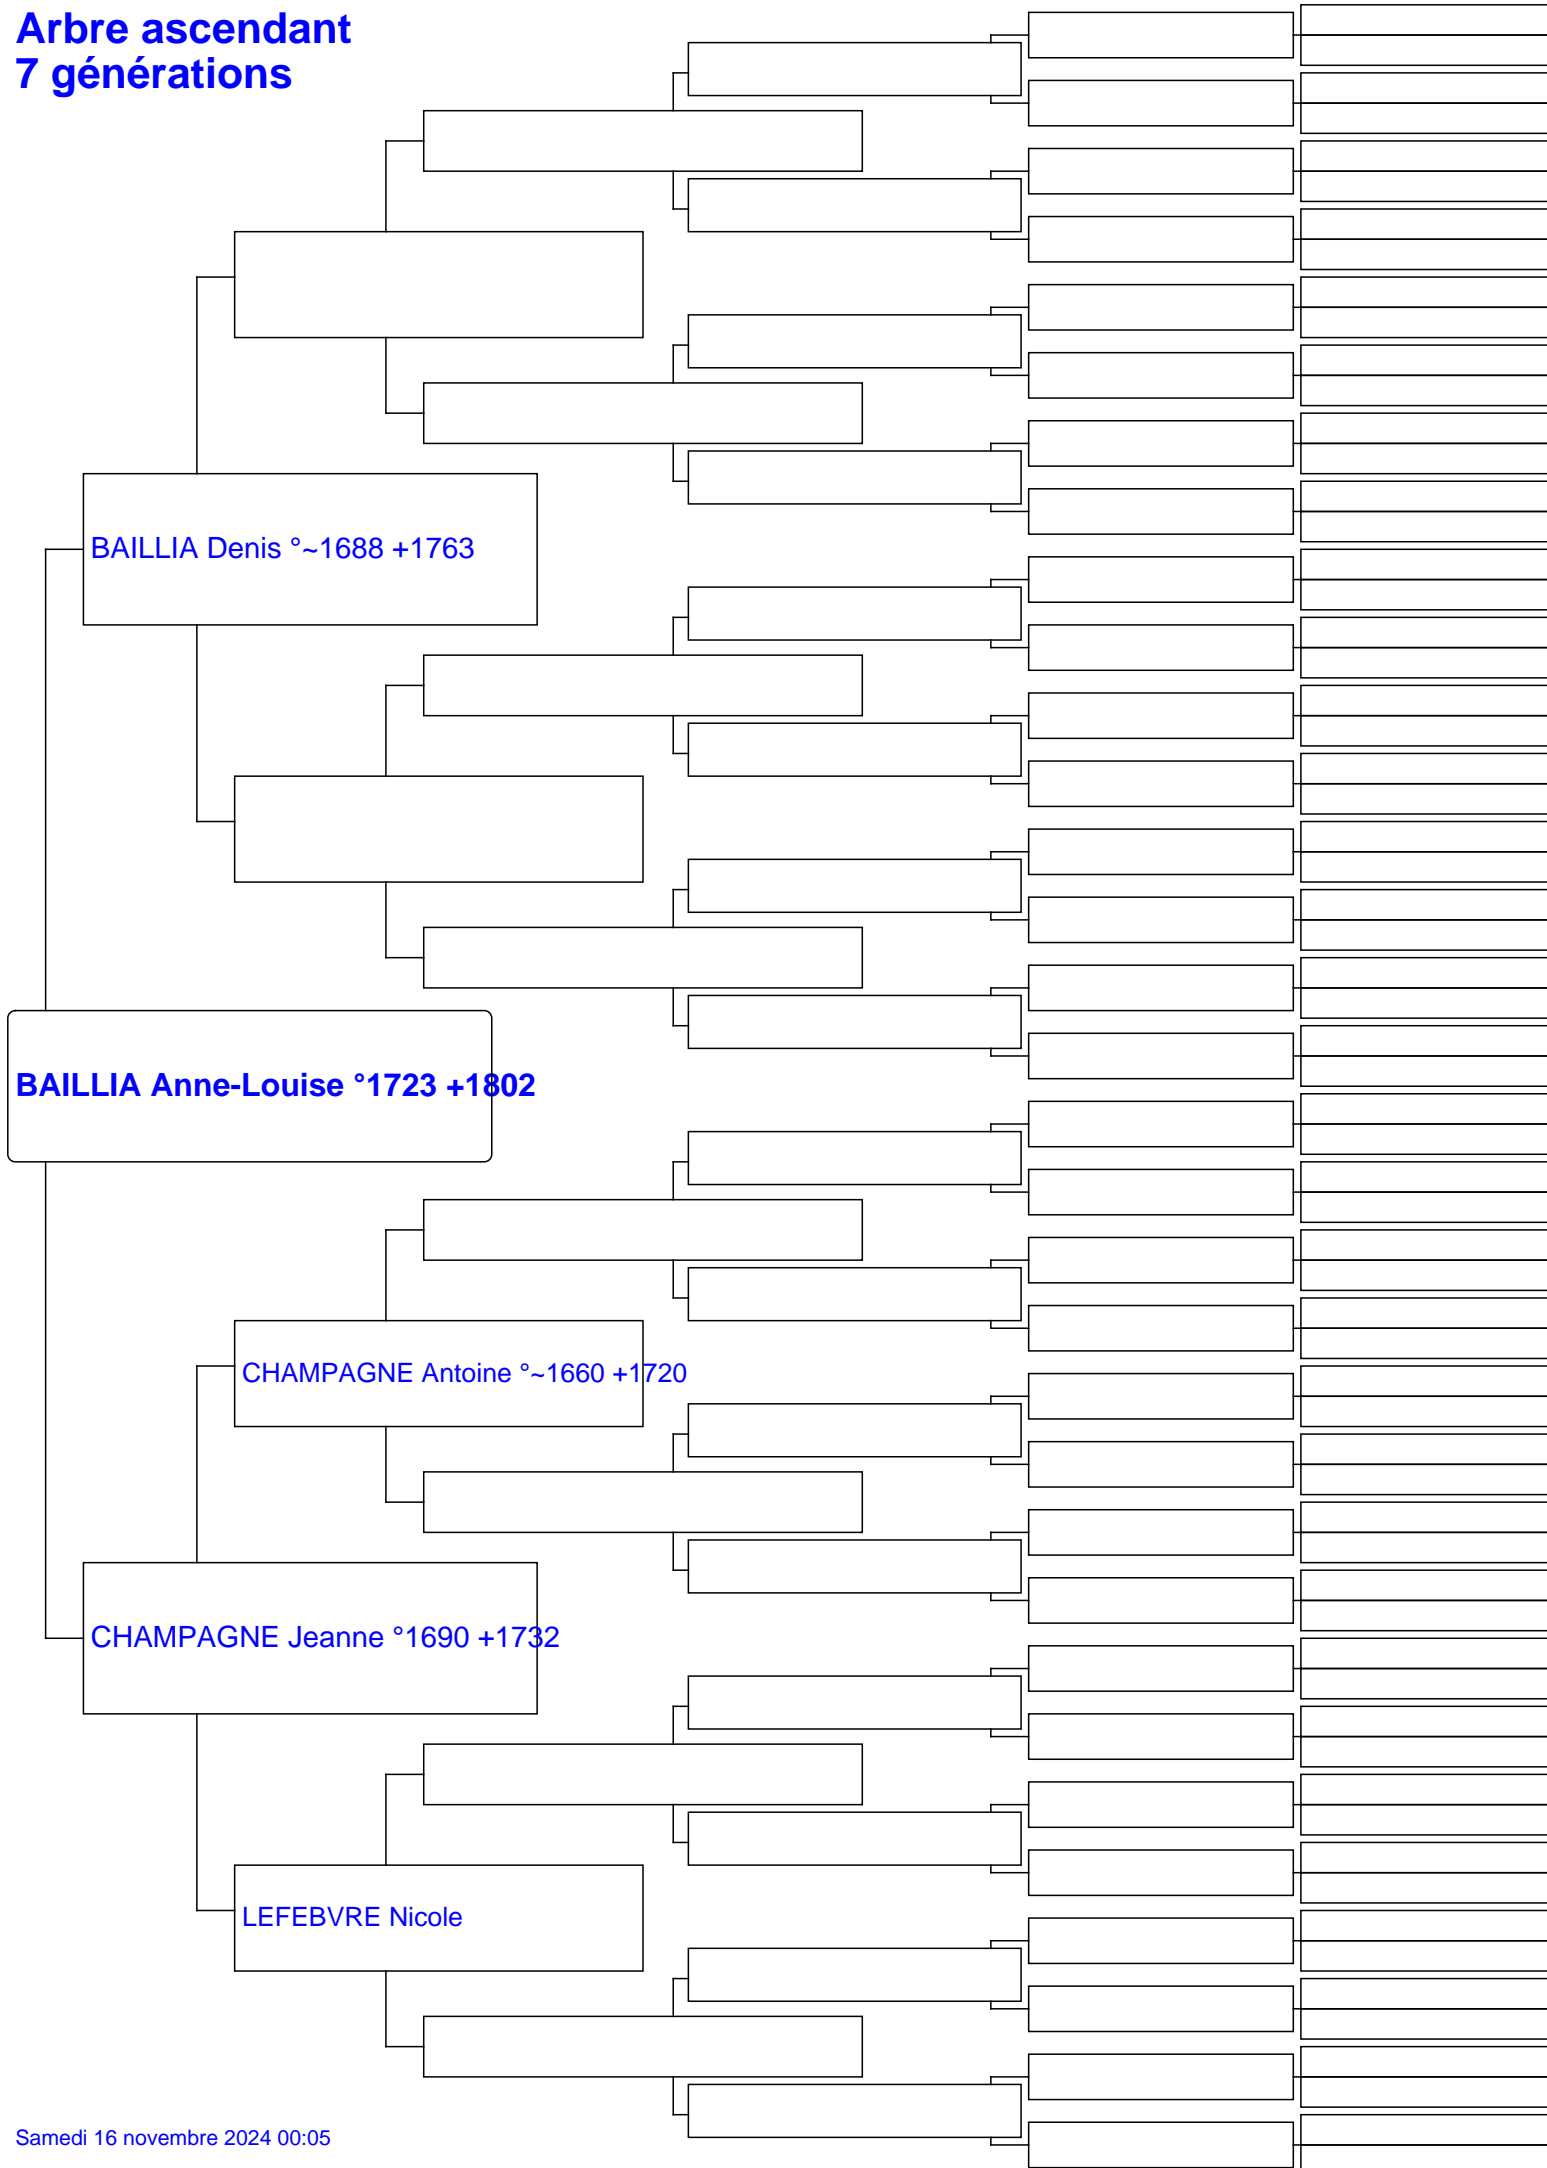 Arbre ascendant
7 générations
BAILLIA Denis °~1688 +1763
BAILLIA Anne-Louise °1723 +1802
CHAMPAGNE Antoine °~1660 +1720
CHAMPAGNE Jeanne °1690 +1732
LEFEBVRE Nicole
Samedi 16 novembre 2024 00:05